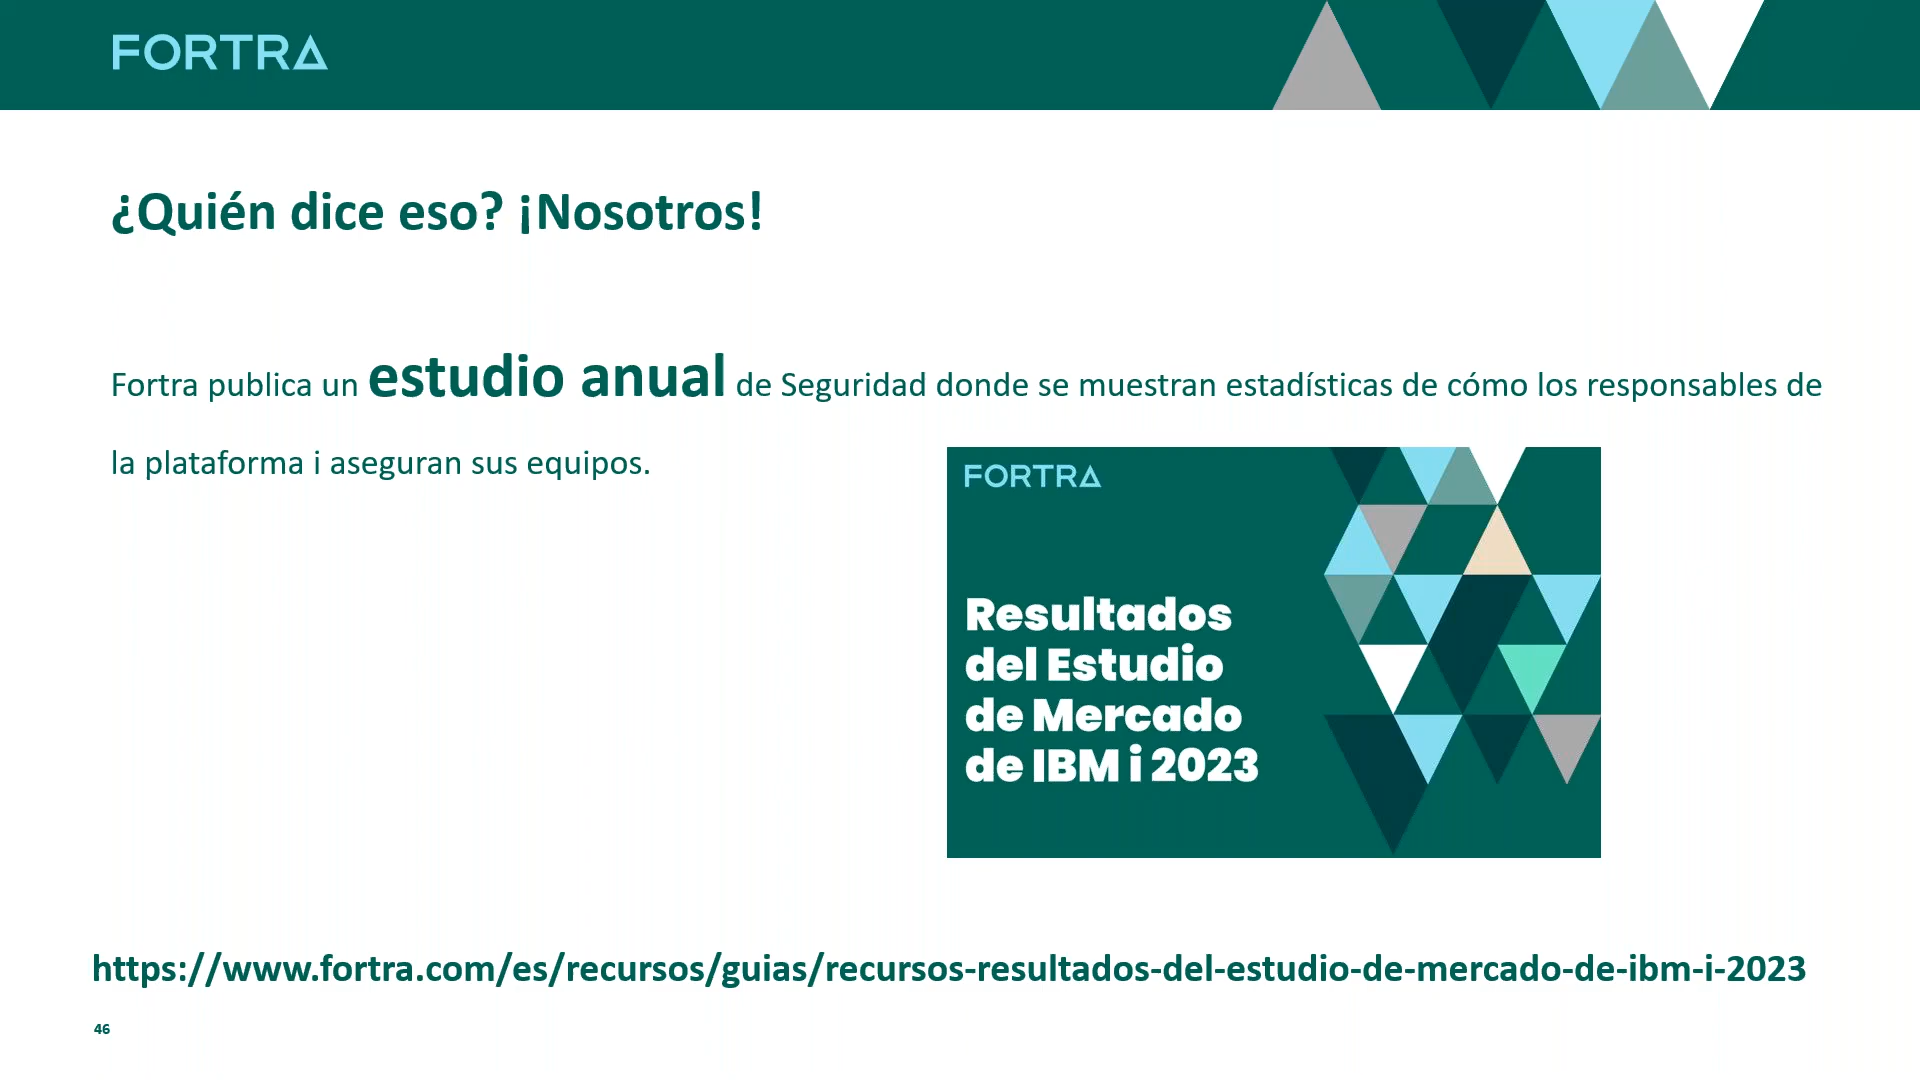 FORTRA
¿Quién dice eso? ¡Nosotros!
Fortra publica un estudio anual de Seguridad donde se muestran estadísticas de cómo los responsables de
la plataforma i aseguran sus equipos.
FORTRA
Resultados
del Estudio
de Mercado
de IBM i 2023
https://www.fortra.com/es/recursos/guias/recursos-resultados-del-estudio-de-mercado-de-ibm-i-2023
46